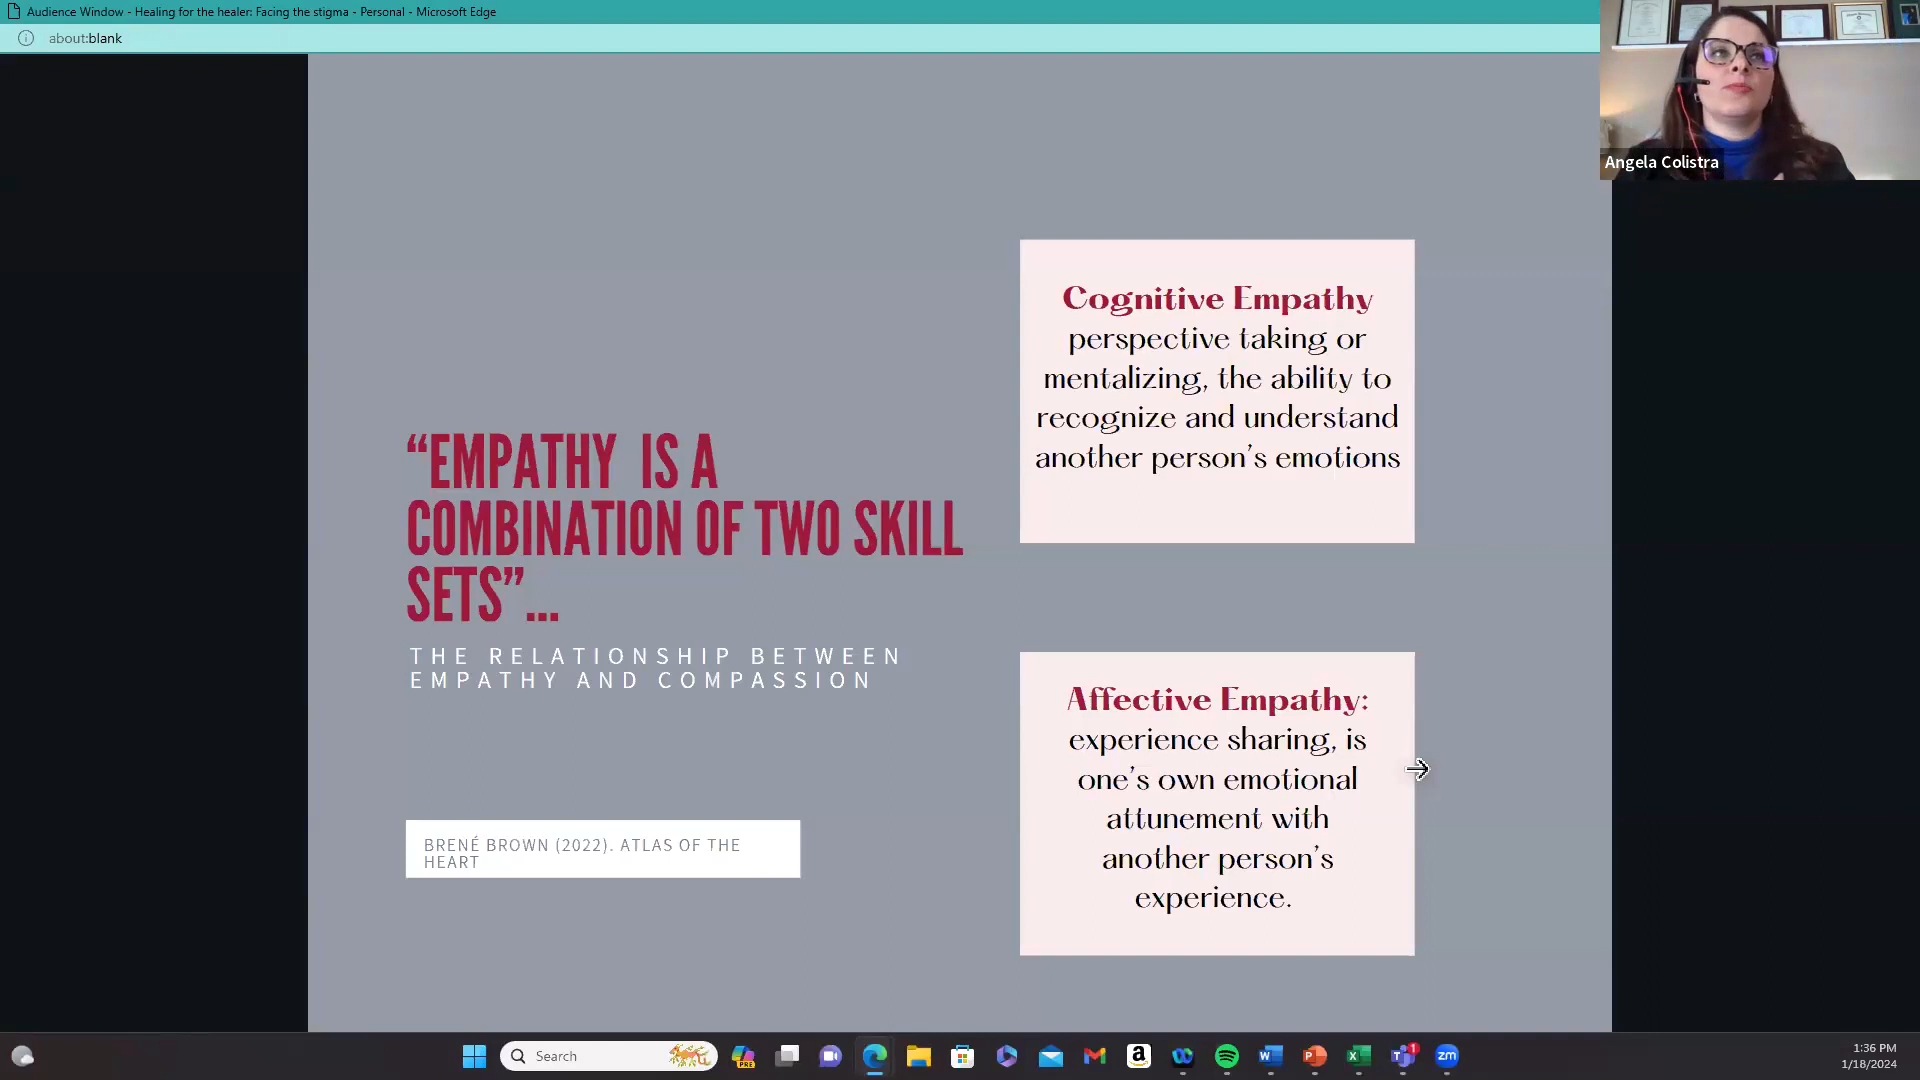 Audience Window - Healing for the healer: Facing the stigma - Personal - Microsoft Edge
about:blank
Angela Colistra
“EMPATHY IS A
COMBINATION OF TWO SKILL
SETS”...
THE RELATIONSHIP BETWEEN
EMPATHY AND COMPASSION
BRENÉ BROWN (2022). ATLAS OF THE
HEART
Cognitive Empathy
perspective taking or
mentalizing, the ability to
recognize and understand
another person’s emotions
Affective Empathy:
experience sharing, is
one’s own emotional
attunement with
another person’s
experience.
Search
PRE
a
W
P
X
T
1
zm
1:36 PM
1/18/2024